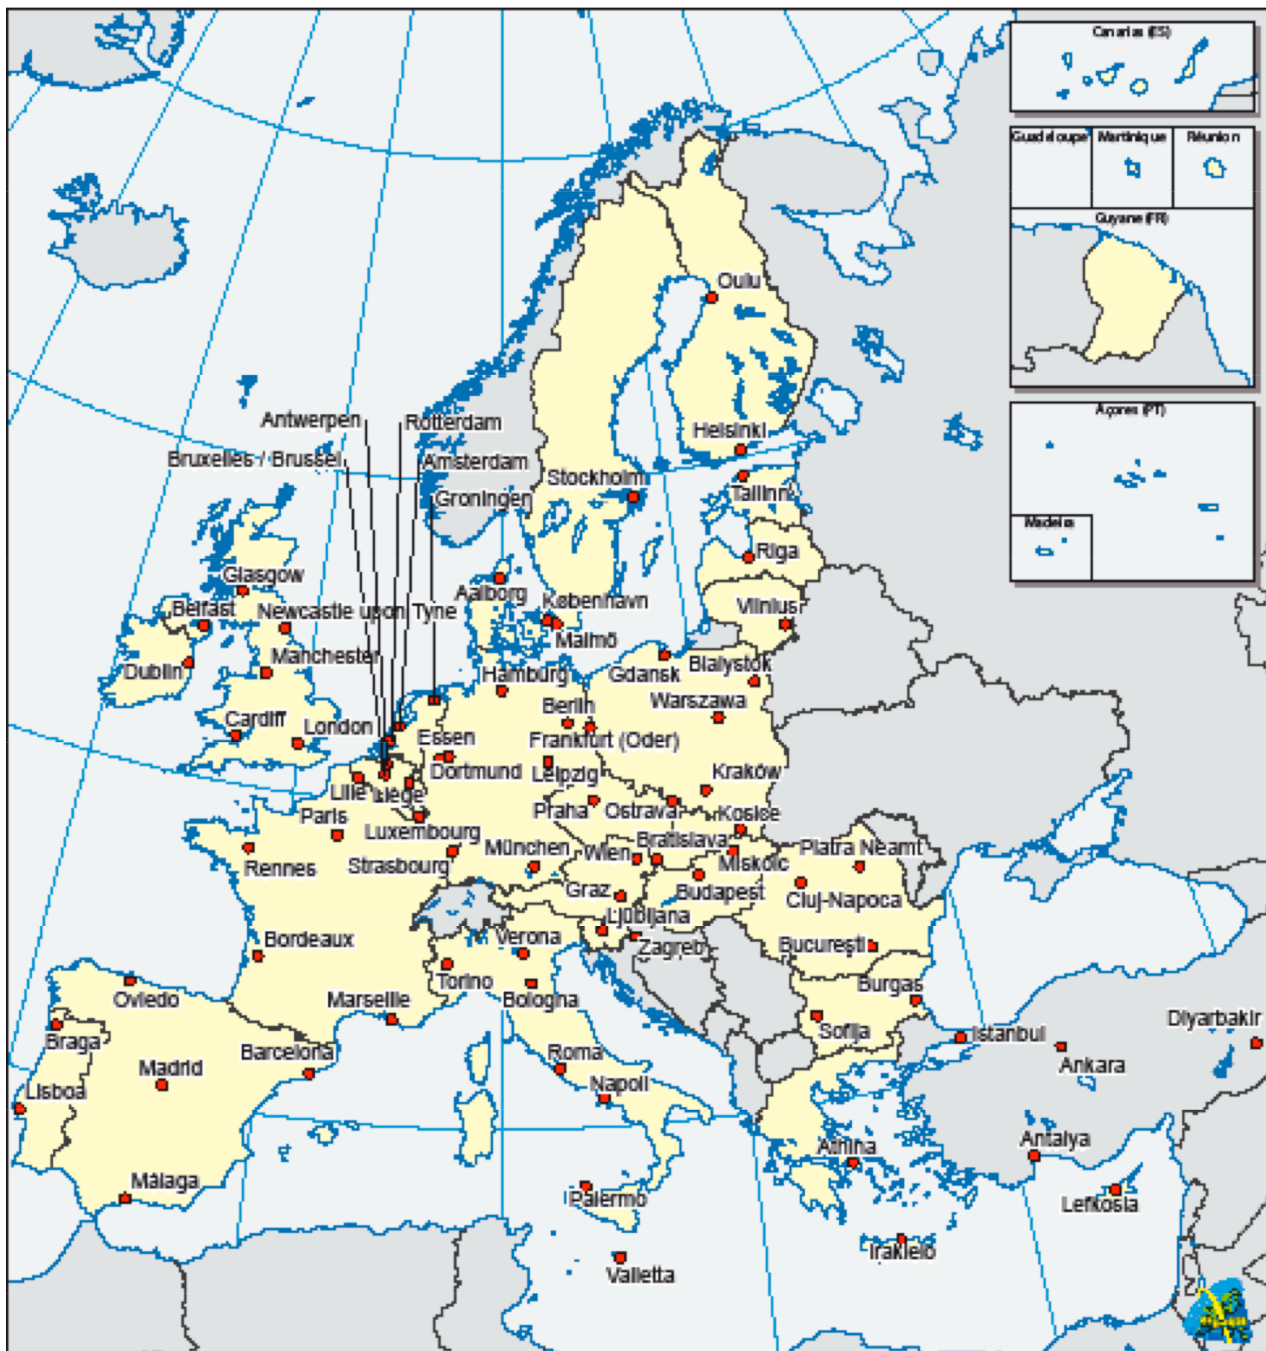 Canarias (ES)
Guadeloupe
Martinique
Réunion
Guyane (FR)
Açores (PT)
Madeira
Oulu
Antwerpen
Rotterdam
Bruxelles / Brussel
Amsterdam
Groningen
Helsinki
Stockholm
Tallinn
Riga
Glasgow
Aalborg
København
Vilnius
Belfast
Newcastle upon Tyne
Malmö
Dublin
Manchester
Gdansk
Bialystok
Hamburg
Warszawa
Cardiff
London
Berlin
Essen
Frankfurt (Oder)
Dortmund
Leipzig
Kraków
Lille
Liège
Paris
Praha
Ostrava
Kosice
Luxembourg
Rennes
Strasbourg
München
Wien
Bratislava
Miskolc
Piatra Neamt
Graz
Budapest
Cluj-Napoca
Ljubljana
Bordeaux
Verona
Zagreb
Bucureşti
Oviedo
Marseille
Torino
Bologna
Burgas
Braga
Barcelona
Sofija
Istanbul
Diyarbakir
Madrid
Roma
Ankara
Lisboa
Napoli
Málaga
Athina
Antalya
Palermo
Lefkosia
Irakleio
Valletta